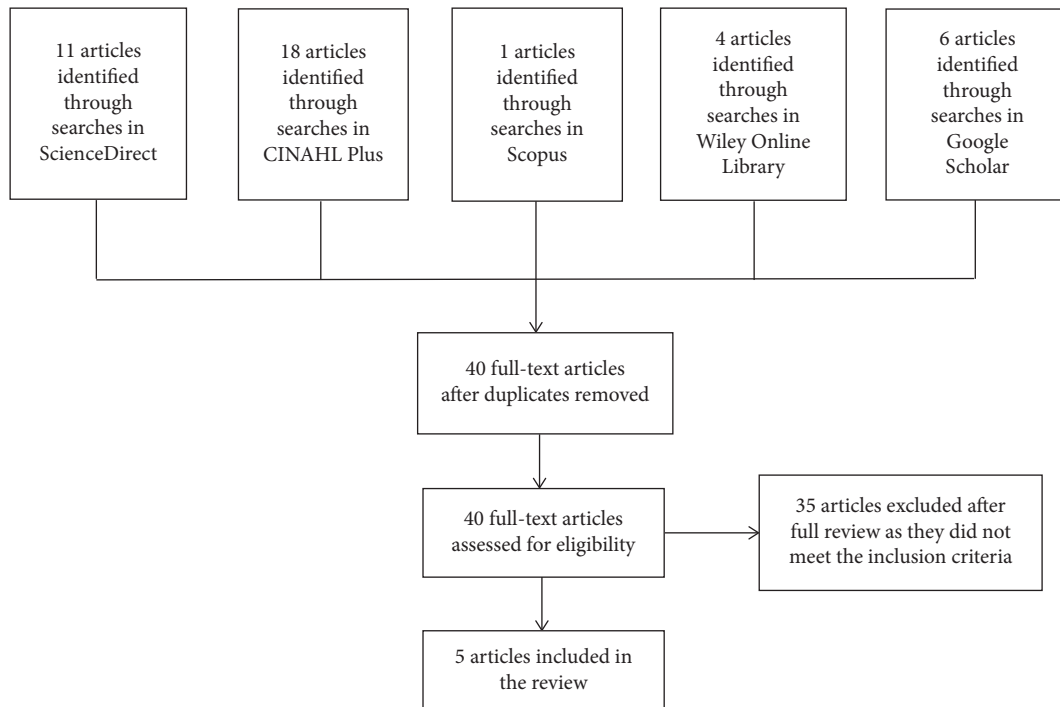 11 articles
identified
through
searches in
ScienceDirect
18 articles
identified
through
searches in
CINAHL Plus
1 articles
identified
through
searches in
Scopus
4 articles
identified
through
searches in
Wiley Online
Library
6 articles
identified
through
searches in
Google
Scholar
40 full-text articles
after duplicates removed
40 full-text articles
assessed for eligibility
35 articles excluded after
full review as they did not
meet the inclusion criteria
5 articles included in
the review